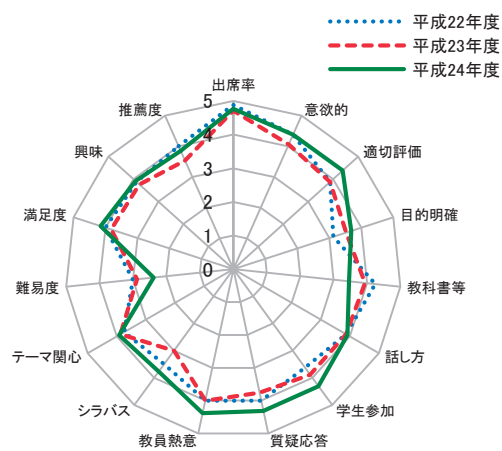 平成22年度
平成23年度
平成24年度
出席率
意欲的
適切評価
目的明確
教科書等
話し方
学生参加
質疑応答
教員熱意
シラバス
テーマ関心
難易度
満足度
興味
推薦度
5
4
3
2
1
0